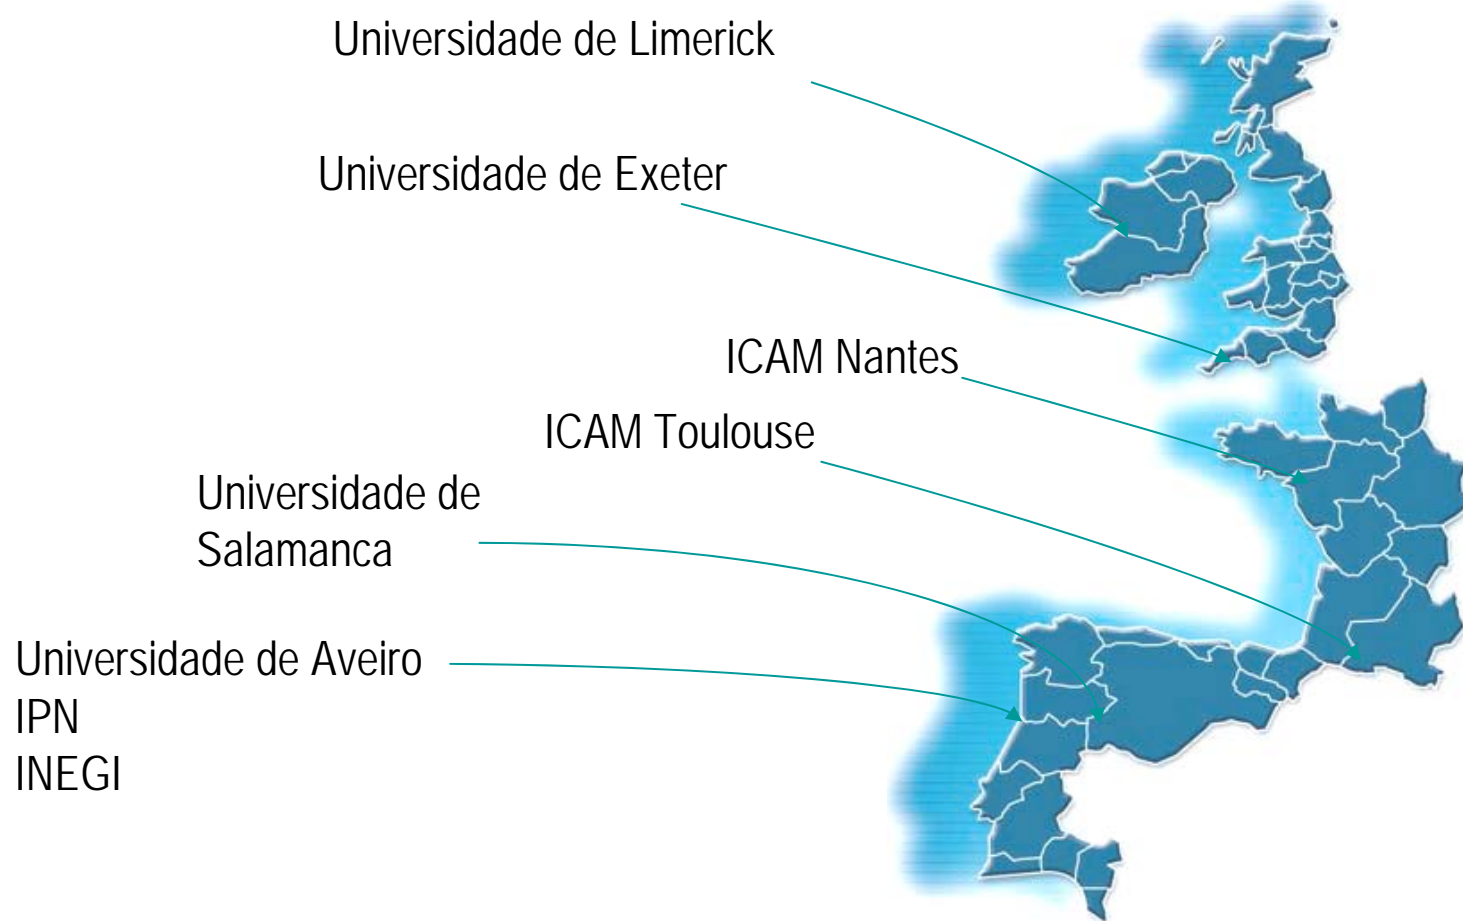 Universidade de Limerick
Universidade de Exeter
ICAM Nantes
ICAM Toulouse
Universidade de
Salamanca
Universidade de Aveiro
IPN
INEGI